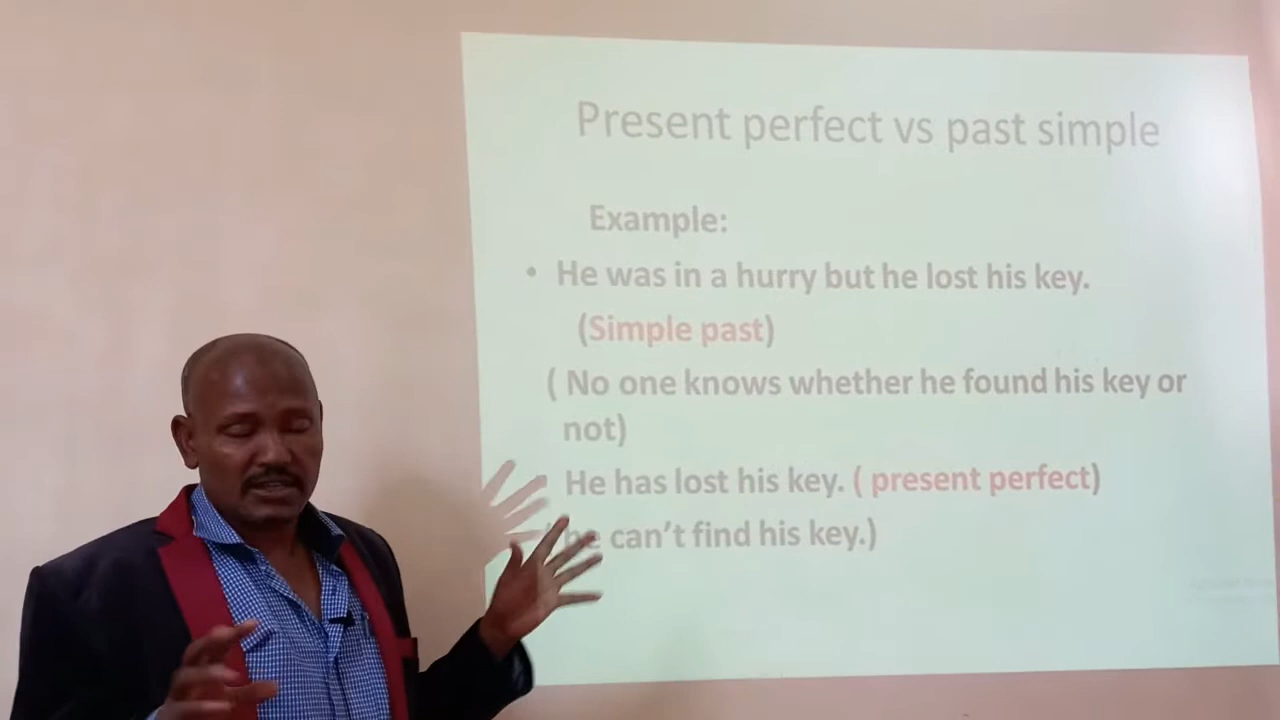 Present perfect vs past simple
Example:
• He was in a hurry but he lost his key.
(Simple past)
( No one knows whether he found his key or
not)
He has lost his key. ( present perfect)
he can't find his key.)